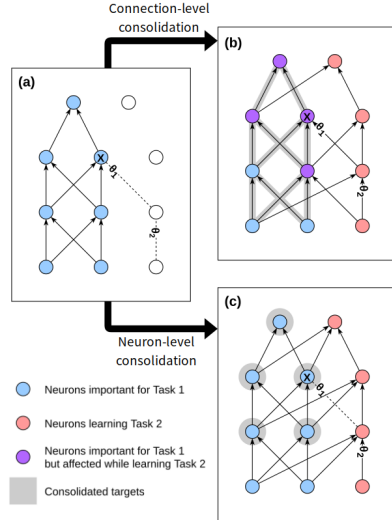 Connection-level
consolidation
(a)
X
θ1
θ2
(b)
X
θ1
θ2
Neuron-level
consolidation
(c)
X
θ1
θ2
Neurons important for Task 1
Neurons learning Task 2
Neurons important for Task 1
but affected while learning Task 2
Consolidated targets